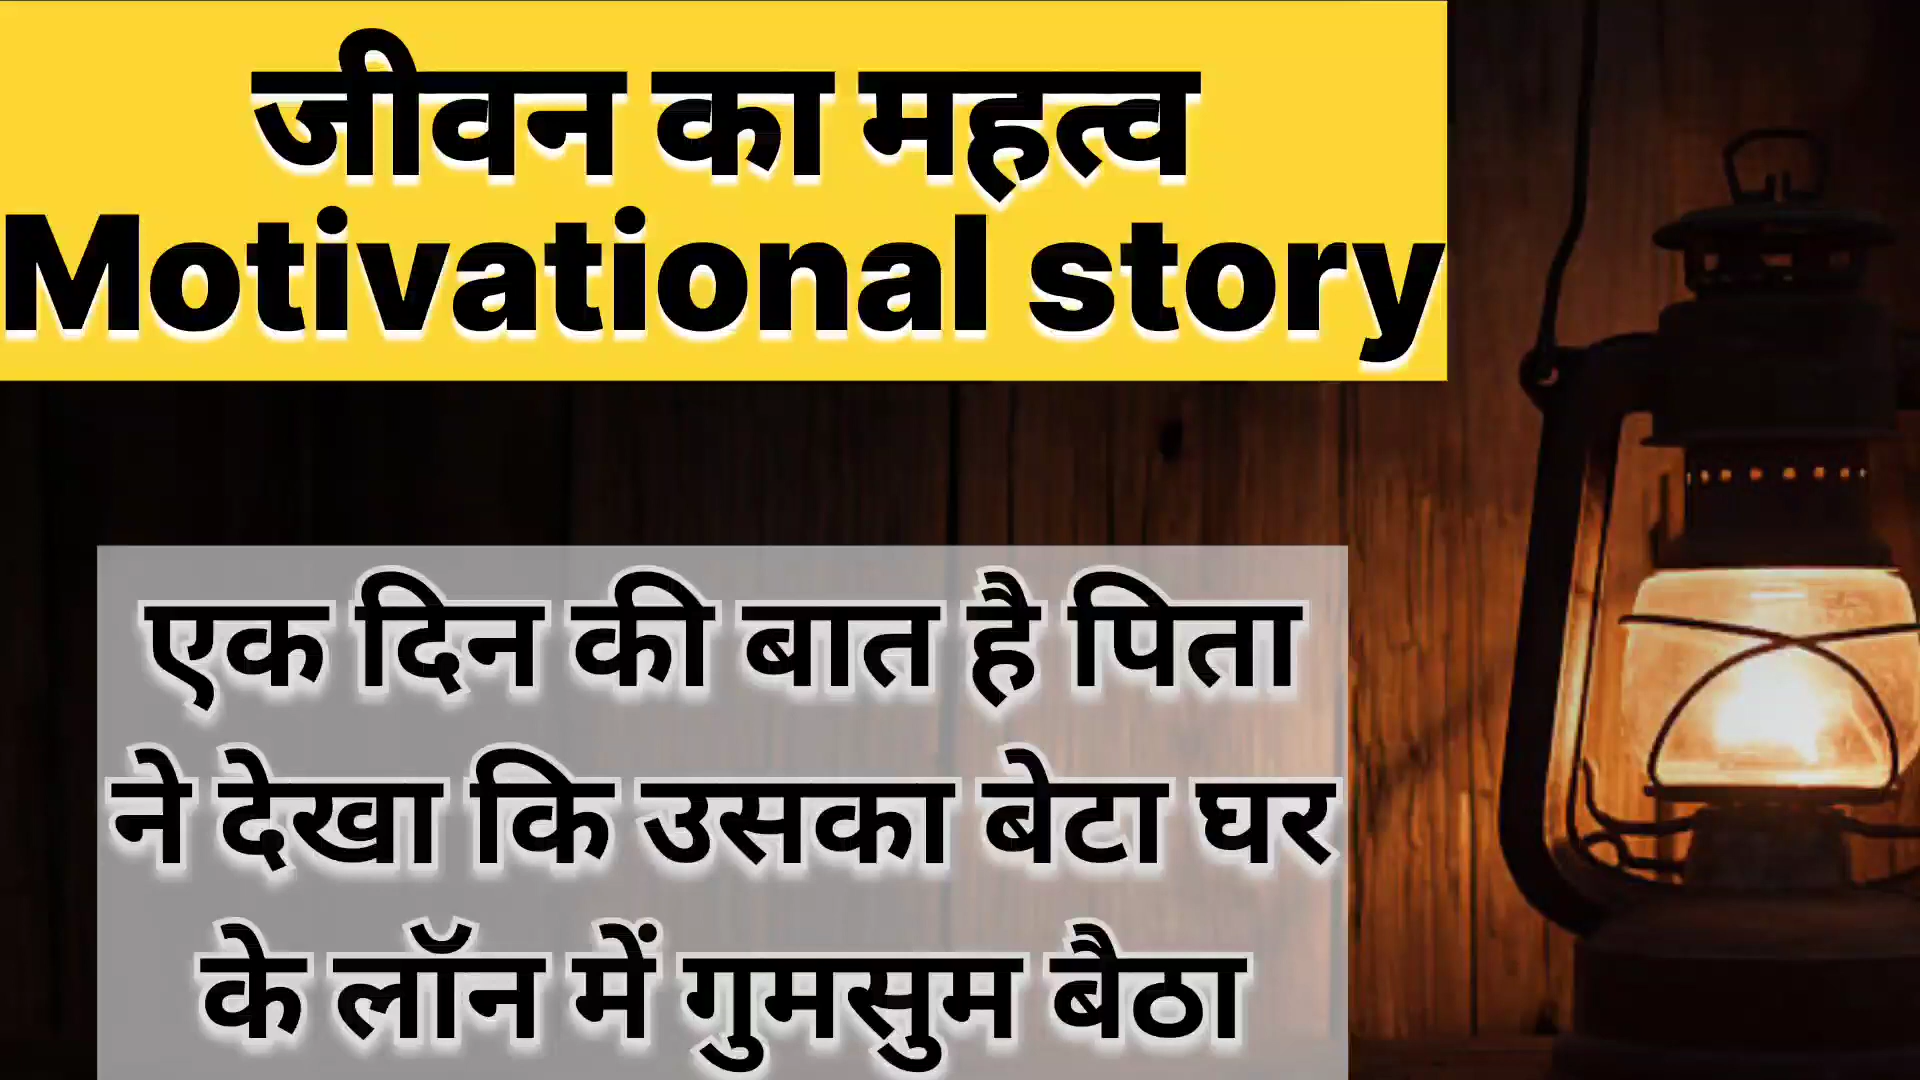 जीवन का महत्व
Motivational story
एक दिन की बात है पिता
ने देखा कि उसका बेटा घर
के लॉन में गुमसुम बैठा